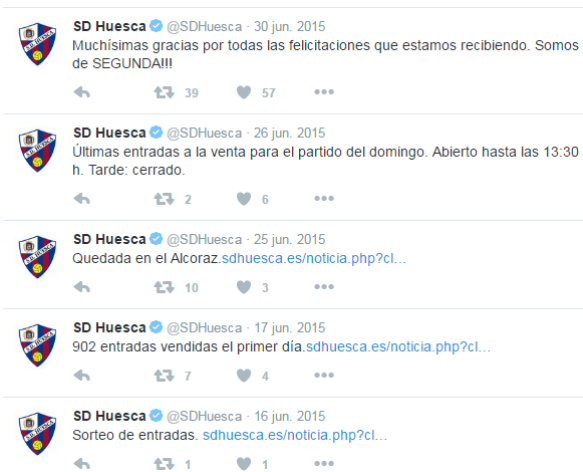 SD Huesca @SDHuesca · 30 jun. 2015
Muchísimas gracias por todas las felicitaciones que estamos recibiendo. Somos
de SEGUNDA!!!
39 57
SD Huesca @SDHuesca · 26 jun. 2015
Últimas entradas a la venta para el partido del domingo. Abierto hasta las 13:30
h. Tarde: cerrado.
2 6
SD Huesca @SDHuesca · 25 jun. 2015
Quedada en el Alcoraz.sdhuesca.es/noticia.php?cl...
10 3
SD Huesca @SDHuesca · 17 jun. 2015
902 entradas vendidas el primer día.sdhuesca.es/noticia.php?cl...
7 4
SD Huesca @SDHuesca · 16 jun. 2015
Sorteo de entradas. sdhuesca.es/noticia.php?cl...
1 1